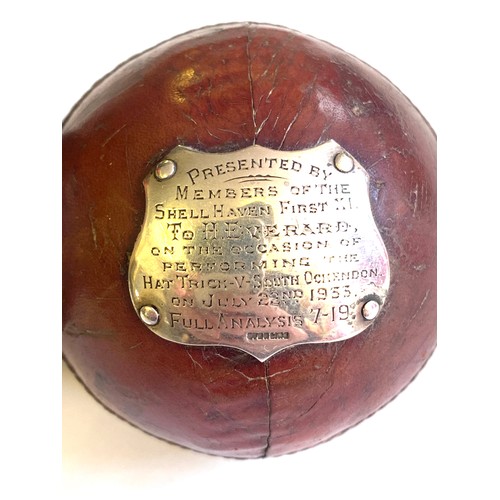 PRESENTED BY
MEMBERS OF THE
SHELL HAVEN FIRST XI.
TO H.EVERARD,
ON THE OCCASION OF
PERFORMING THE
HAT TRICK-V-SOUTH OCKENDON
ON JULY 22ND 1933.
FULL ANALYSIS 7-19.